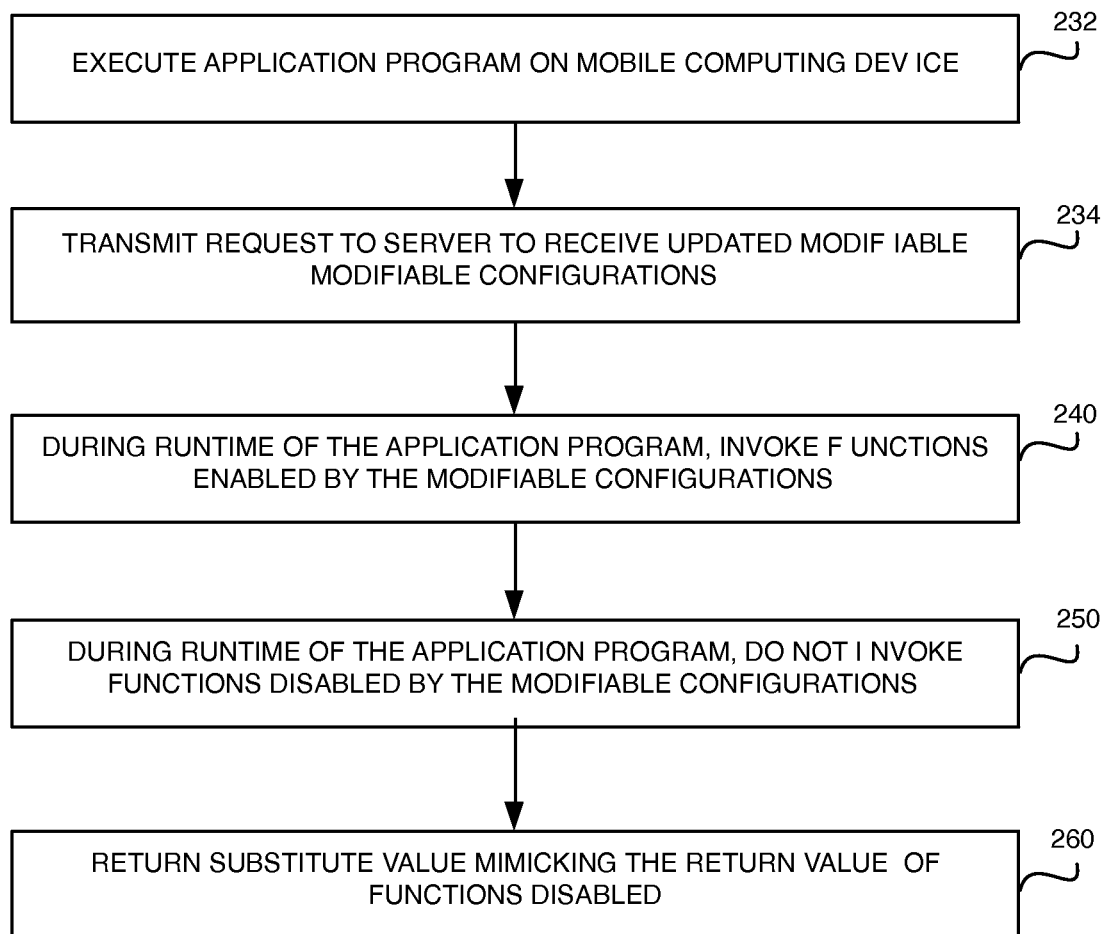 232
EXECUTE APPLICATION PROGRAM ON MOBILE COMPUTING DEV ICE
234
TRANSMIT REQUEST TO SERVER TO RECEIVE UPDATED MODIF IABLE
MODIFIABLE CONFIGURATIONS
240
DURING RUNTIME OF THE APPLICATION PROGRAM, INVOKE F UNCTIONS
ENABLED BY THE MODIFIABLE CONFIGURATIONS
250
DURING RUNTIME OF THE APPLICATION PROGRAM, DO NOT I NVOKE
FUNCTIONS DISABLED BY THE MODIFIABLE CONFIGURATIONS
260
RETURN SUBSTITUTE VALUE MIMICKING THE RETURN VALUE  OF
FUNCTIONS DISABLED